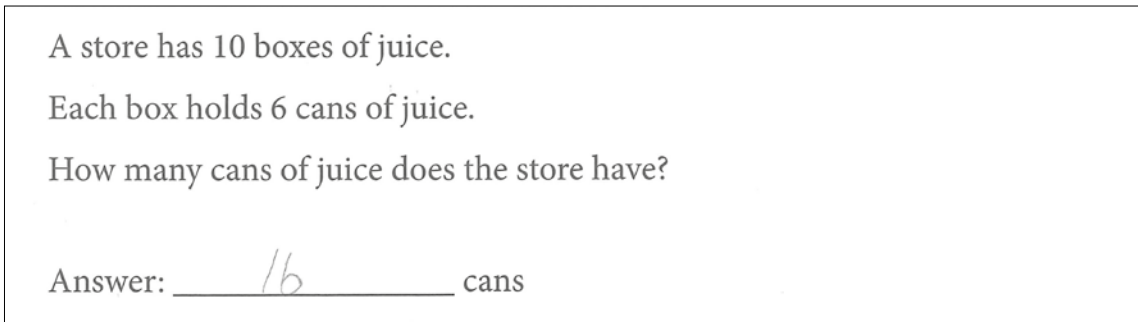 A store has 10 boxes of juice.
Each box holds 6 cans of juice.
How many cans of juice does the store have?
Answer: 16 cans